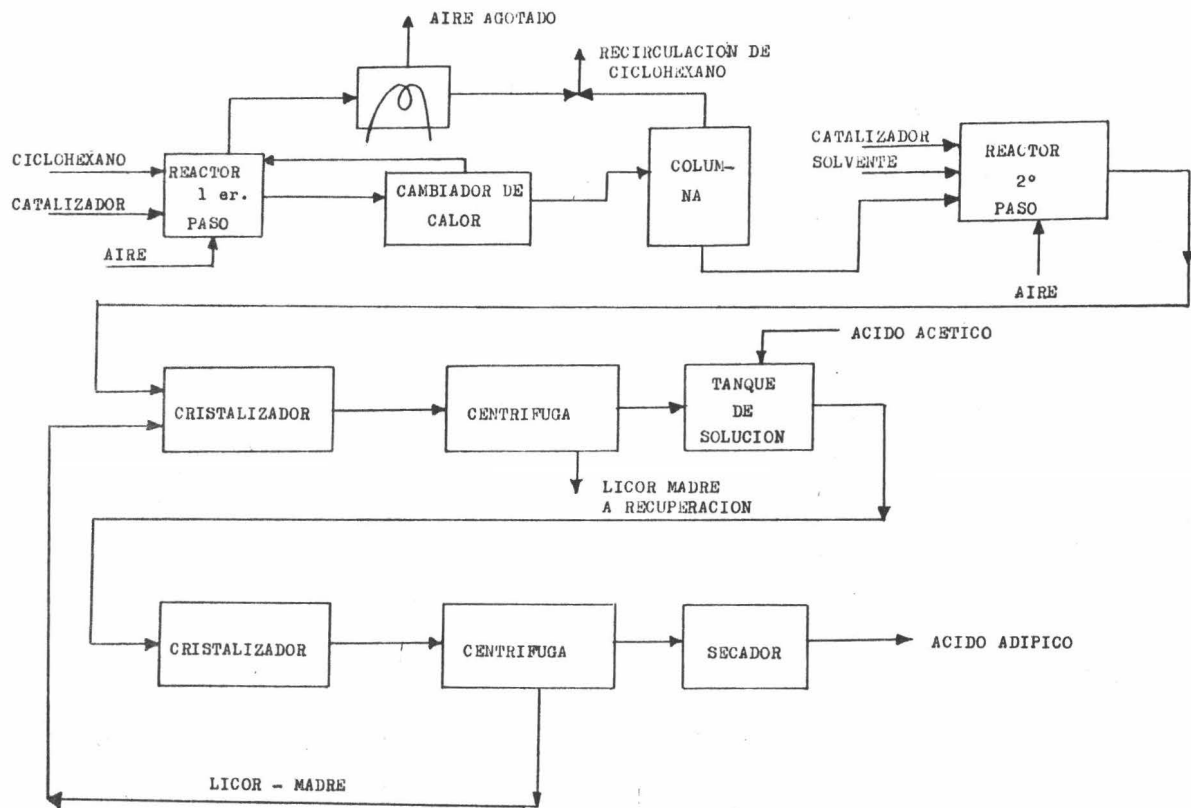 AIRE AGOTADO
RECIRCULACION DE
CICLOHEXANO
CICLOHEXANO
CATALIZADOR
AIRE
REACTOR
1 er.
PASO
CAMBIADOR DE
CALOR
COLUM-
NA
CATALIZADOR
SOLVENTE
REACTOR
2°
PASO
AIRE
ACIDO ACETICO
CRISTALIZADOR
CENTRIFUGA
TANQUE
DE
SOLUCION
LICOR MADRE
A RECUPERACION
CRISTALIZADOR
CENTRIFUGA
SECADOR
ACIDO ADIPICO
LICOR - MADRE